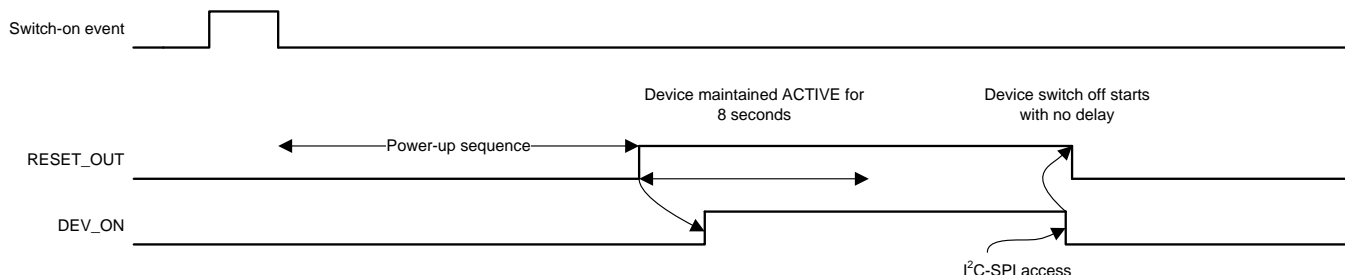 Switch-on event
Device maintained ACTIVE for
8 seconds
Device switch off starts
with no delay
Power-up sequence
RESET_OUT
DEV_ON
I²C-SPI access